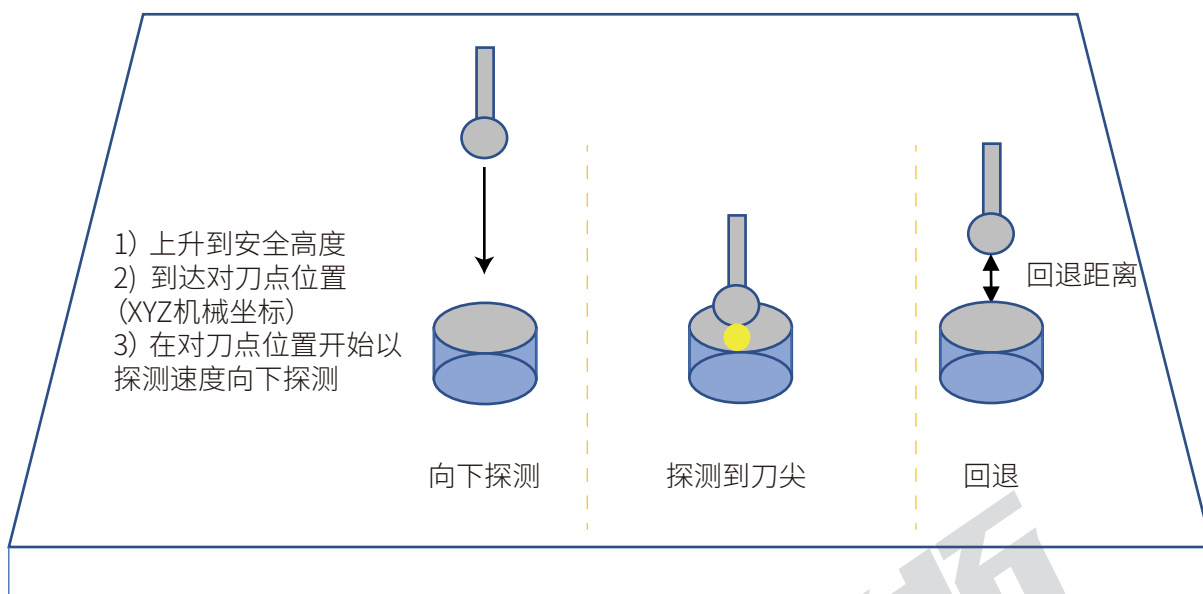 1）上升到安全高度
2）到达对刀点位置
（XYZ机械坐标）
3）在对刀点位置开始以
探测速度向下探测
回退距离
向下探测
探测到刀尖
回退